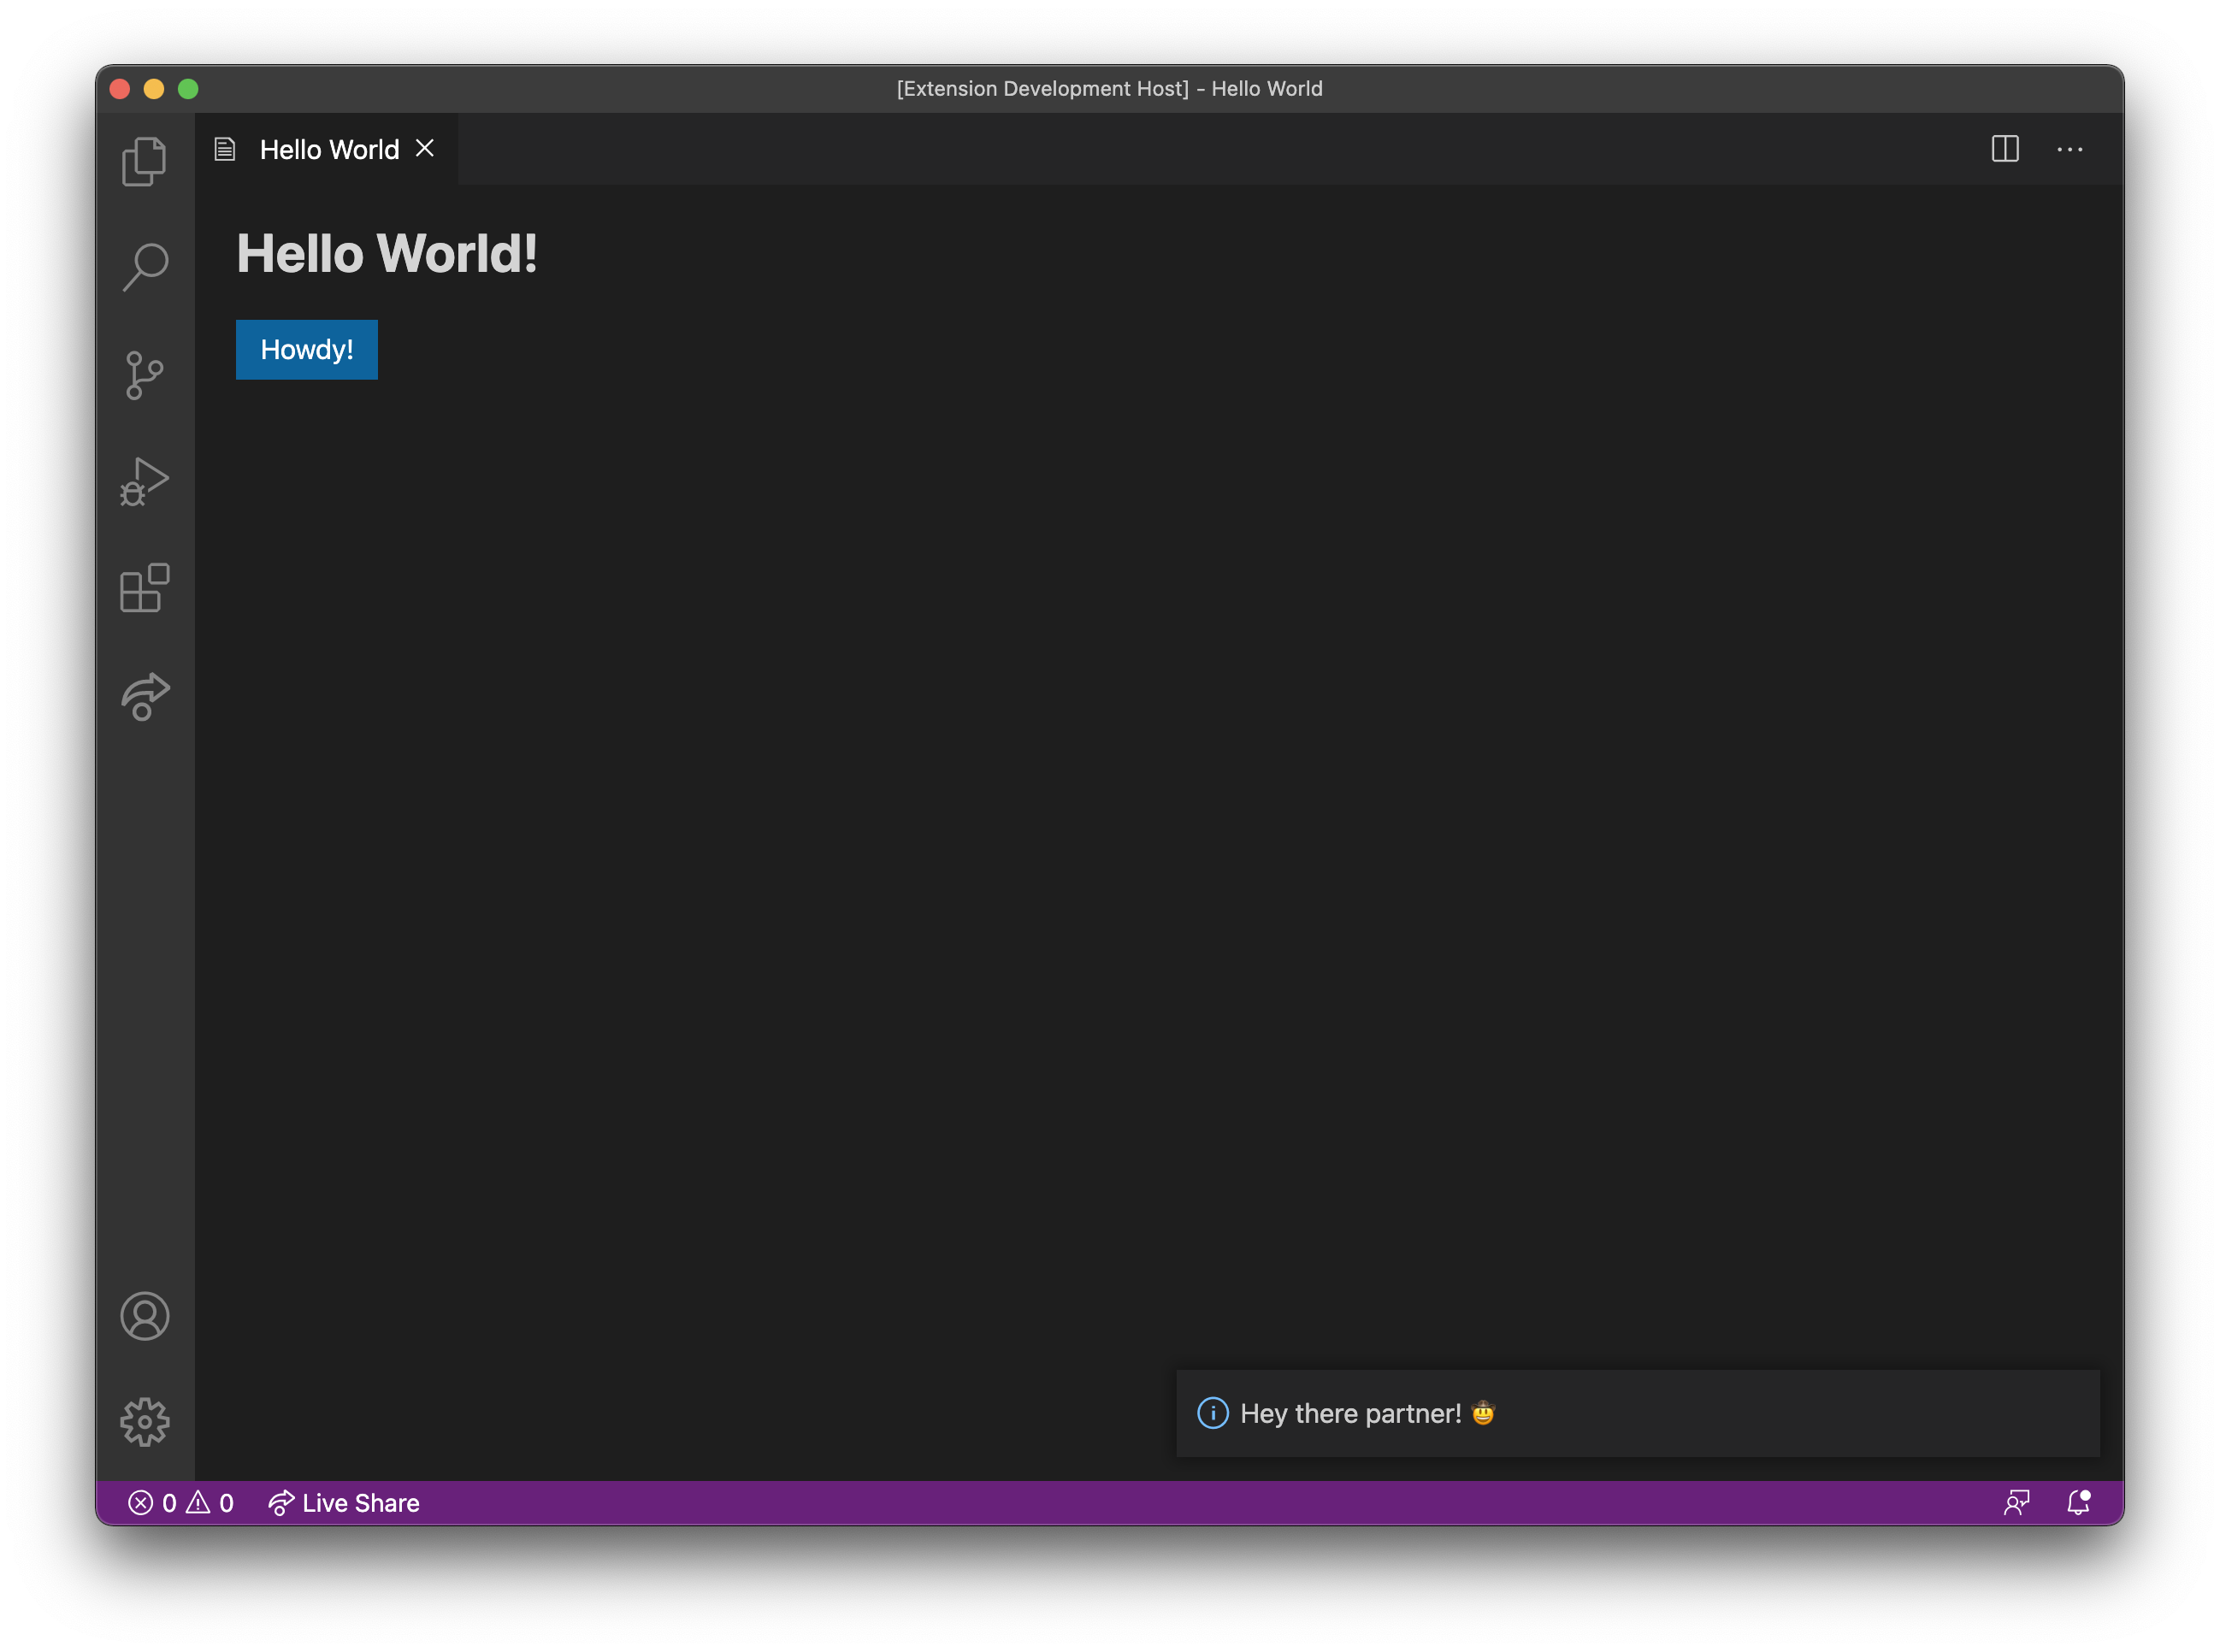 [Extension Development Host] - Hello World
Hello World
Hello World!
Howdy!
Hey there partner! 🤠
0 0 Live Share